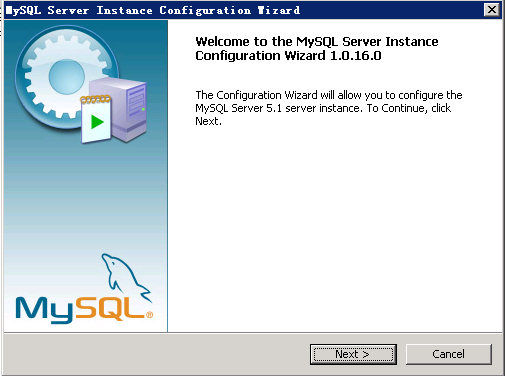 MySQL Server Instance Configuration Wizard
Welcome to the MySQL Server Instance
Configuration Wizard 1.0.16.0
The Configuration Wizard will allow you to configure the
MySQL Server 5.1 server instance. To Continue, click
Next.
MySQL®
Next >
Cancel